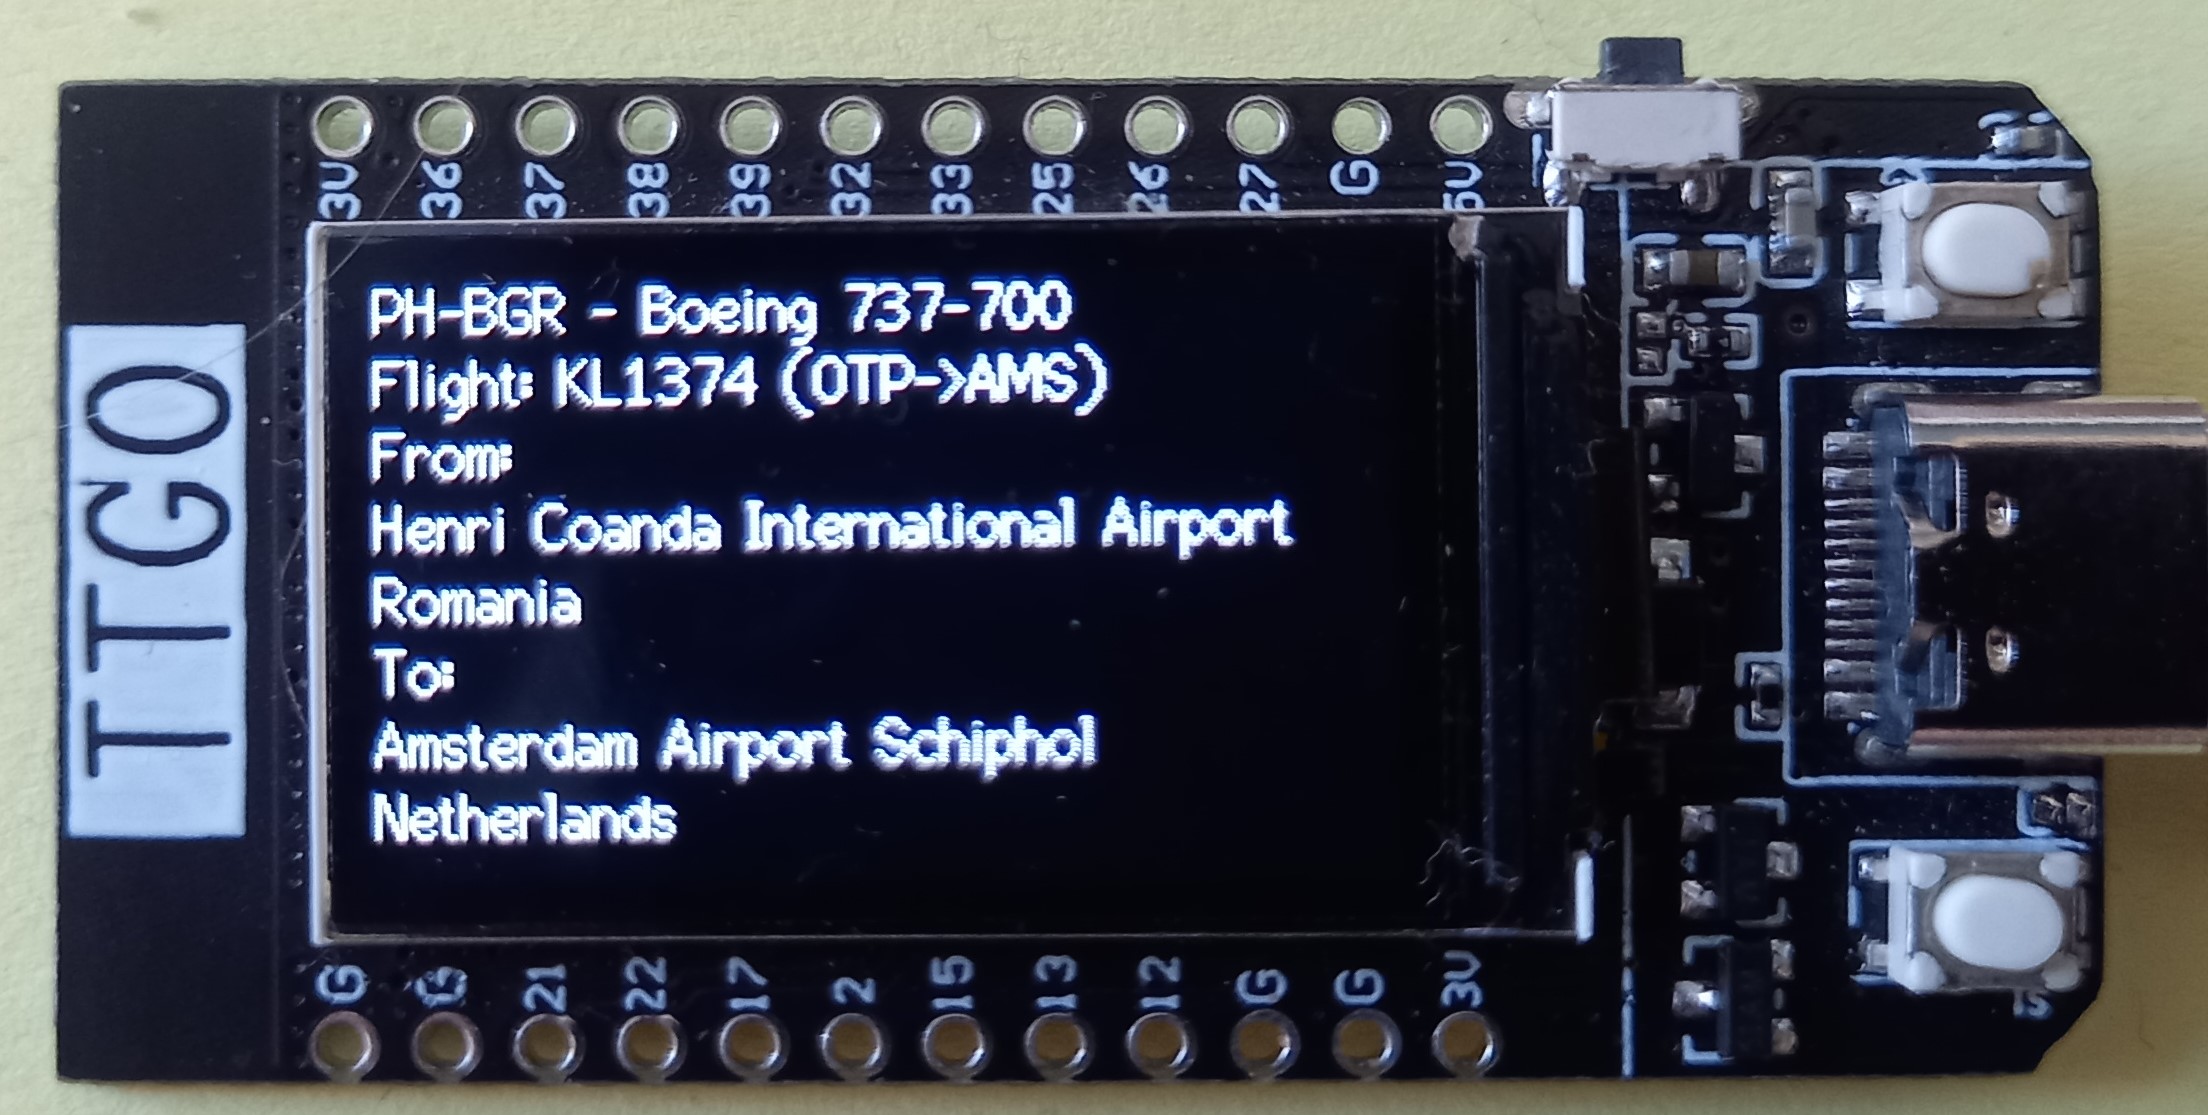 3V 36 37 38 39 32 33 25 26 27 G 5V
TTGO
PH-BGR - Boeing 737-700
Flight: KL1374 (OTP->AMS)
From:
Henri Coanda International Airport
Romania
To:
Amsterdam Airport Schiphol
Netherlands
G G 21 22 17 2 15 13 12 G G 3V